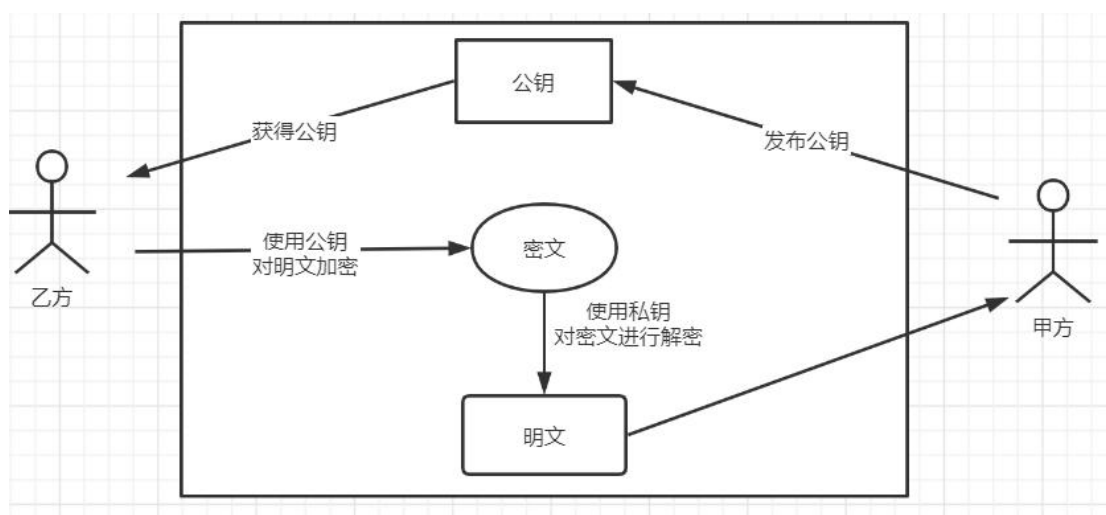 公钥
获得公钥
发布公钥
使用公钥
对明文加密
密文
乙方
使用私钥
对密文进行解密
甲方
明文